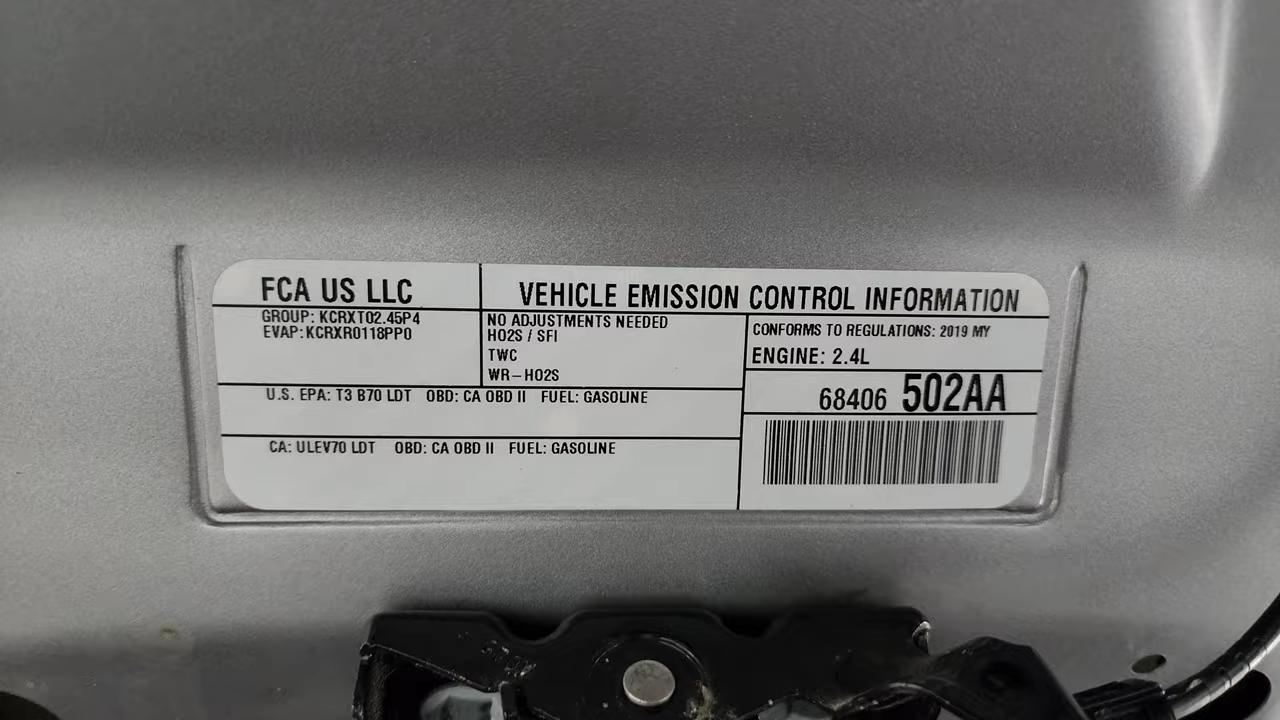 FCA US LLC
VEHICLE EMISSION CONTROL INFORMATION
GROUP: KCRXT02.45P4
EVAP: KCRXR0118PP0
NO ADJUSTMENTS NEEDED
HO2S / SFI
TWC
WR-HO2S
CONFORMS TO REGULATIONS: 2019 MY
ENGINE: 2.4L
68406 502AA
U.S. EPA: T3 B70 LDT OBD: CA OBD II FUEL: GASOLINE
CA: ULEV70 LDT OBD: CA OBD II FUEL: GASOLINE